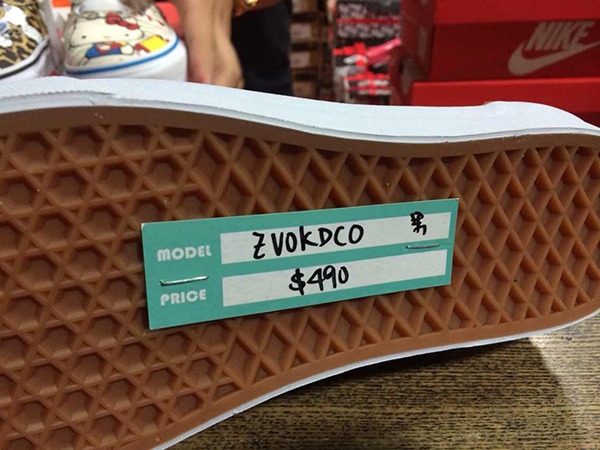 NIKE
MODEL ZVOKDCO 男
PRICE $490